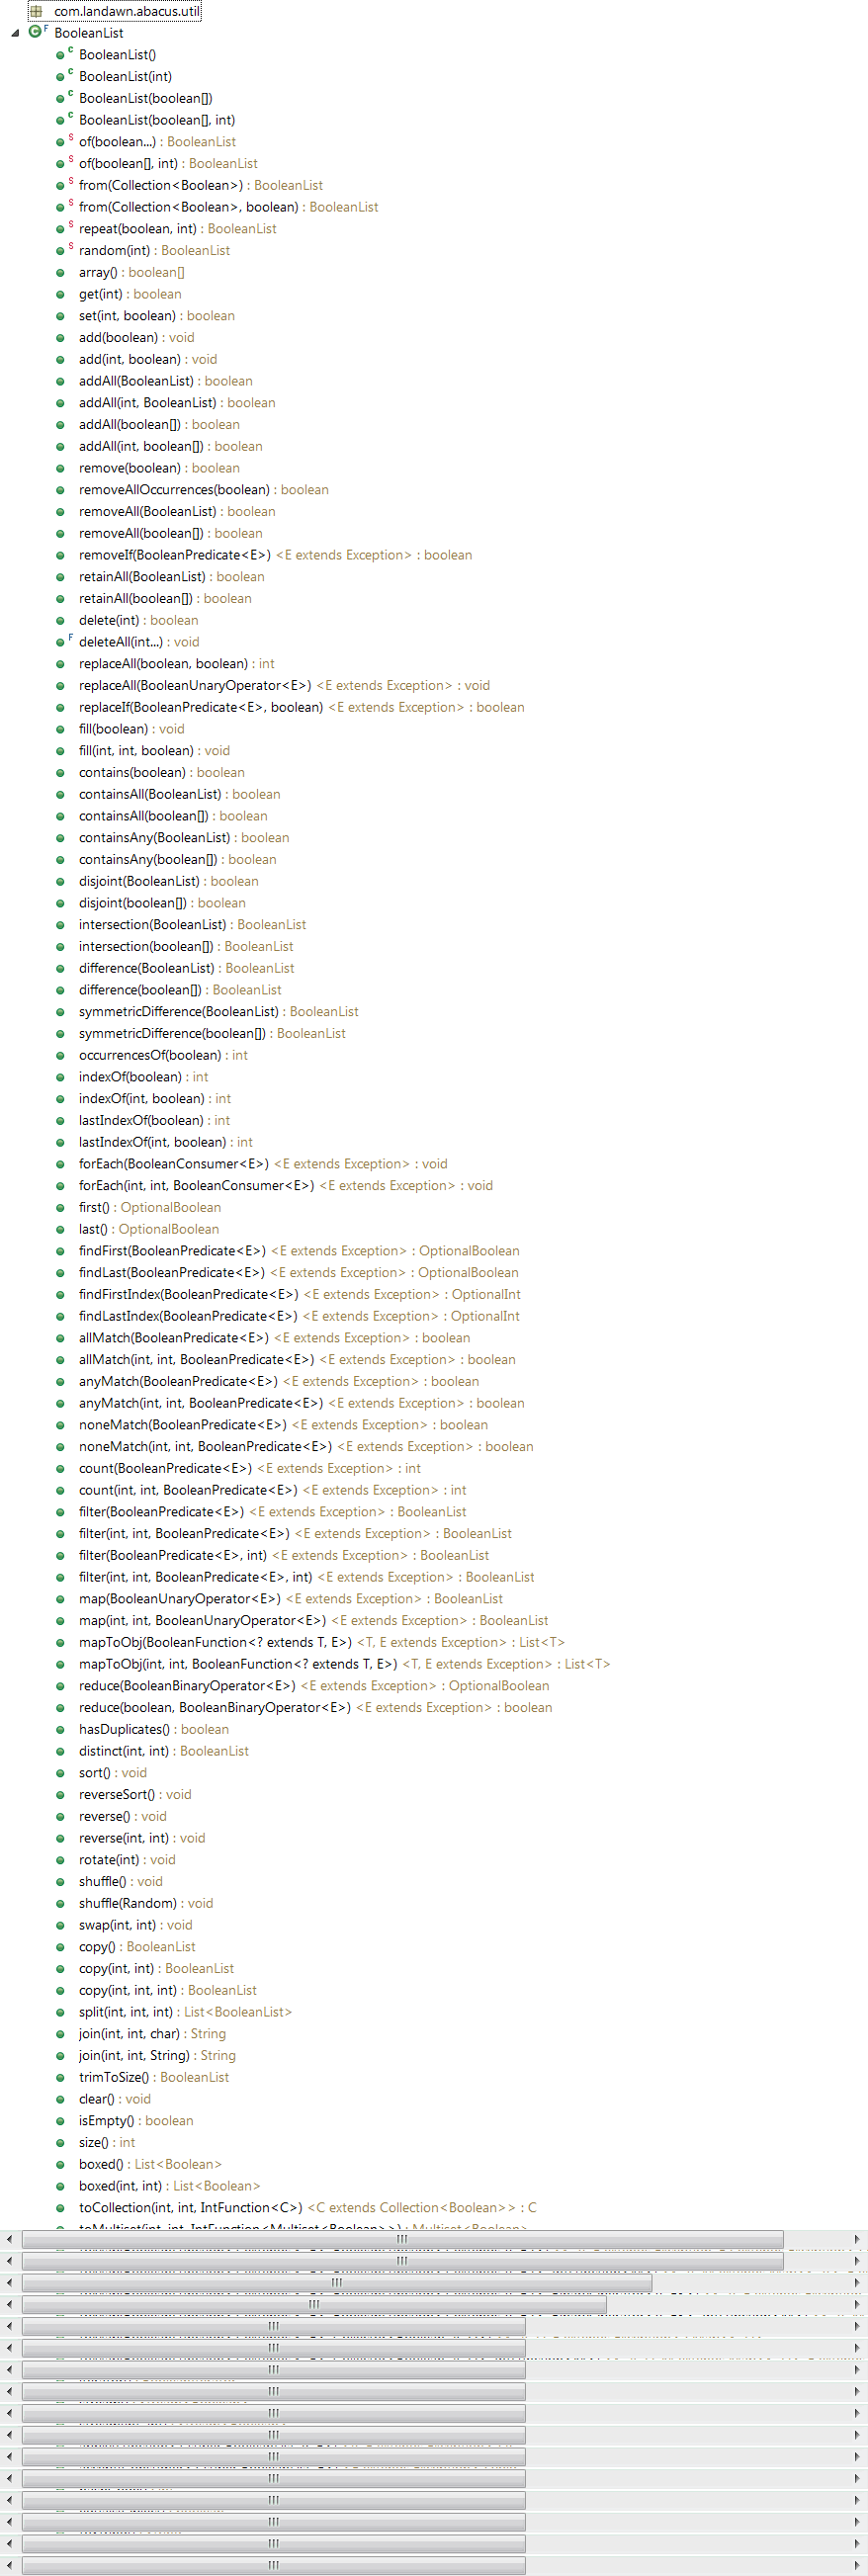 com.landawn.abacus.util
BooleanList
BooleanList()
BooleanList(int)
BooleanList(boolean[])
BooleanList(boolean[], int)
of(boolean...) : BooleanList
of(boolean[], int) : BooleanList
from(Collection<Boolean>) : BooleanList
from(Collection<Boolean>, boolean) : BooleanList
repeat(boolean, int) : BooleanList
random(int) : BooleanList
array() : boolean[]
get(int) : boolean
set(int, boolean) : boolean
add(boolean) : void
add(int, boolean) : void
addAll(BooleanList) : boolean
addAll(int, BooleanList) : boolean
addAll(boolean[]) : boolean
addAll(int, boolean[]) : boolean
remove(boolean) : boolean
removeAllOccurrences(boolean) : boolean
removeAll(BooleanList) : boolean
removeAll(boolean[]) : boolean
removeIf(BooleanPredicate<E>) <E extends Exception> : boolean
retainAll(BooleanList) : boolean
retainAll(boolean[]) : boolean
delete(int) : boolean
deleteAll(int...) : void
replaceAll(boolean, boolean) : int
replaceAll(BooleanUnaryOperator<E>) <E extends Exception> : void
replaceIf(BooleanPredicate<E>, boolean) <E extends Exception> : boolean
fill(boolean) : void
fill(int, int, boolean) : void
contains(boolean) : boolean
containsAll(BooleanList) : boolean
containsAll(boolean[]) : boolean
containsAny(BooleanList) : boolean
containsAny(boolean[]) : boolean
disjoint(BooleanList) : boolean
disjoint(boolean[]) : boolean
intersection(BooleanList) : BooleanList
intersection(boolean[]) : BooleanList
difference(BooleanList) : BooleanList
difference(boolean[]) : BooleanList
symmetricDifference(BooleanList) : BooleanList
symmetricDifference(boolean[]) : BooleanList
occurrencesOf(boolean) : int
indexOf(boolean) : int
indexOf(int, boolean) : int
lastIndexOf(boolean) : int
lastIndexOf(int, boolean) : int
forEach(BooleanConsumer<E>) <E extends Exception> : void
forEach(int, int, BooleanConsumer<E>) <E extends Exception> : void
first() : OptionalBoolean
last() : OptionalBoolean
findFirst(BooleanPredicate<E>) <E extends Exception> : OptionalBoolean
findLast(BooleanPredicate<E>) <E extends Exception> : OptionalBoolean
findFirstIndex(BooleanPredicate<E>) <E extends Exception> : OptionalInt
findLastIndex(BooleanPredicate<E>) <E extends Exception> : OptionalInt
allMatch(BooleanPredicate<E>) <E extends Exception> : boolean
allMatch(int, int, BooleanPredicate<E>) <E extends Exception> : boolean
anyMatch(BooleanPredicate<E>) <E extends Exception> : boolean
anyMatch(int, int, BooleanPredicate<E>) <E extends Exception> : boolean
noneMatch(BooleanPredicate<E>) <E extends Exception> : boolean
noneMatch(int, int, BooleanPredicate<E>) <E extends Exception> : boolean
count(BooleanPredicate<E>) <E extends Exception> : int
count(int, int, BooleanPredicate<E>) <E extends Exception> : int
filter(BooleanPredicate<E>) <E extends Exception> : BooleanList
filter(int, int, BooleanPredicate<E>) <E extends Exception> : BooleanList
filter(BooleanPredicate<E>, int) <E extends Exception> : BooleanList
filter(int, int, BooleanPredicate<E>, int) <E extends Exception> : BooleanList
map(BooleanUnaryOperator<E>) <E extends Exception> : BooleanList
map(int, int, BooleanUnaryOperator<E>) <E extends Exception> : BooleanList
mapToObj(BooleanFunction<? extends T, E>) <T, E extends Exception> : List<T>
mapToObj(int, int, BooleanFunction<? extends T, E>) <T, E extends Exception> : List<T>
reduce(BooleanBinaryOperator<E>) <E extends Exception> : OptionalBoolean
reduce(boolean, BooleanBinaryOperator<E>) <E extends Exception> : boolean
hasDuplicates() : boolean
distinct(int, int) : BooleanList
sort() : void
reverseSort() : void
reverse() : void
reverse(int, int) : void
rotate(int) : void
shuffle() : void
shuffle(Random) : void
swap(int, int) : void
copy() : BooleanList
copy(int, int) : BooleanList
copy(int, int, int) : BooleanList
split(int, int, int) : List<BooleanList>
join(int, int, char) : String
join(int, int, String) : String
trimToSize() : BooleanList
clear() : void
isEmpty() : boolean
size() : int
boxed() : List<Boolean>
boxed(int, int) : List<Boolean>
toCollection(int, int, IntFunction<C>) <C extends Collection<Boolean>> : C
toMultiset(int, int, IntFunction<Multiset<Boolean>>) : Multiset<Boolean>